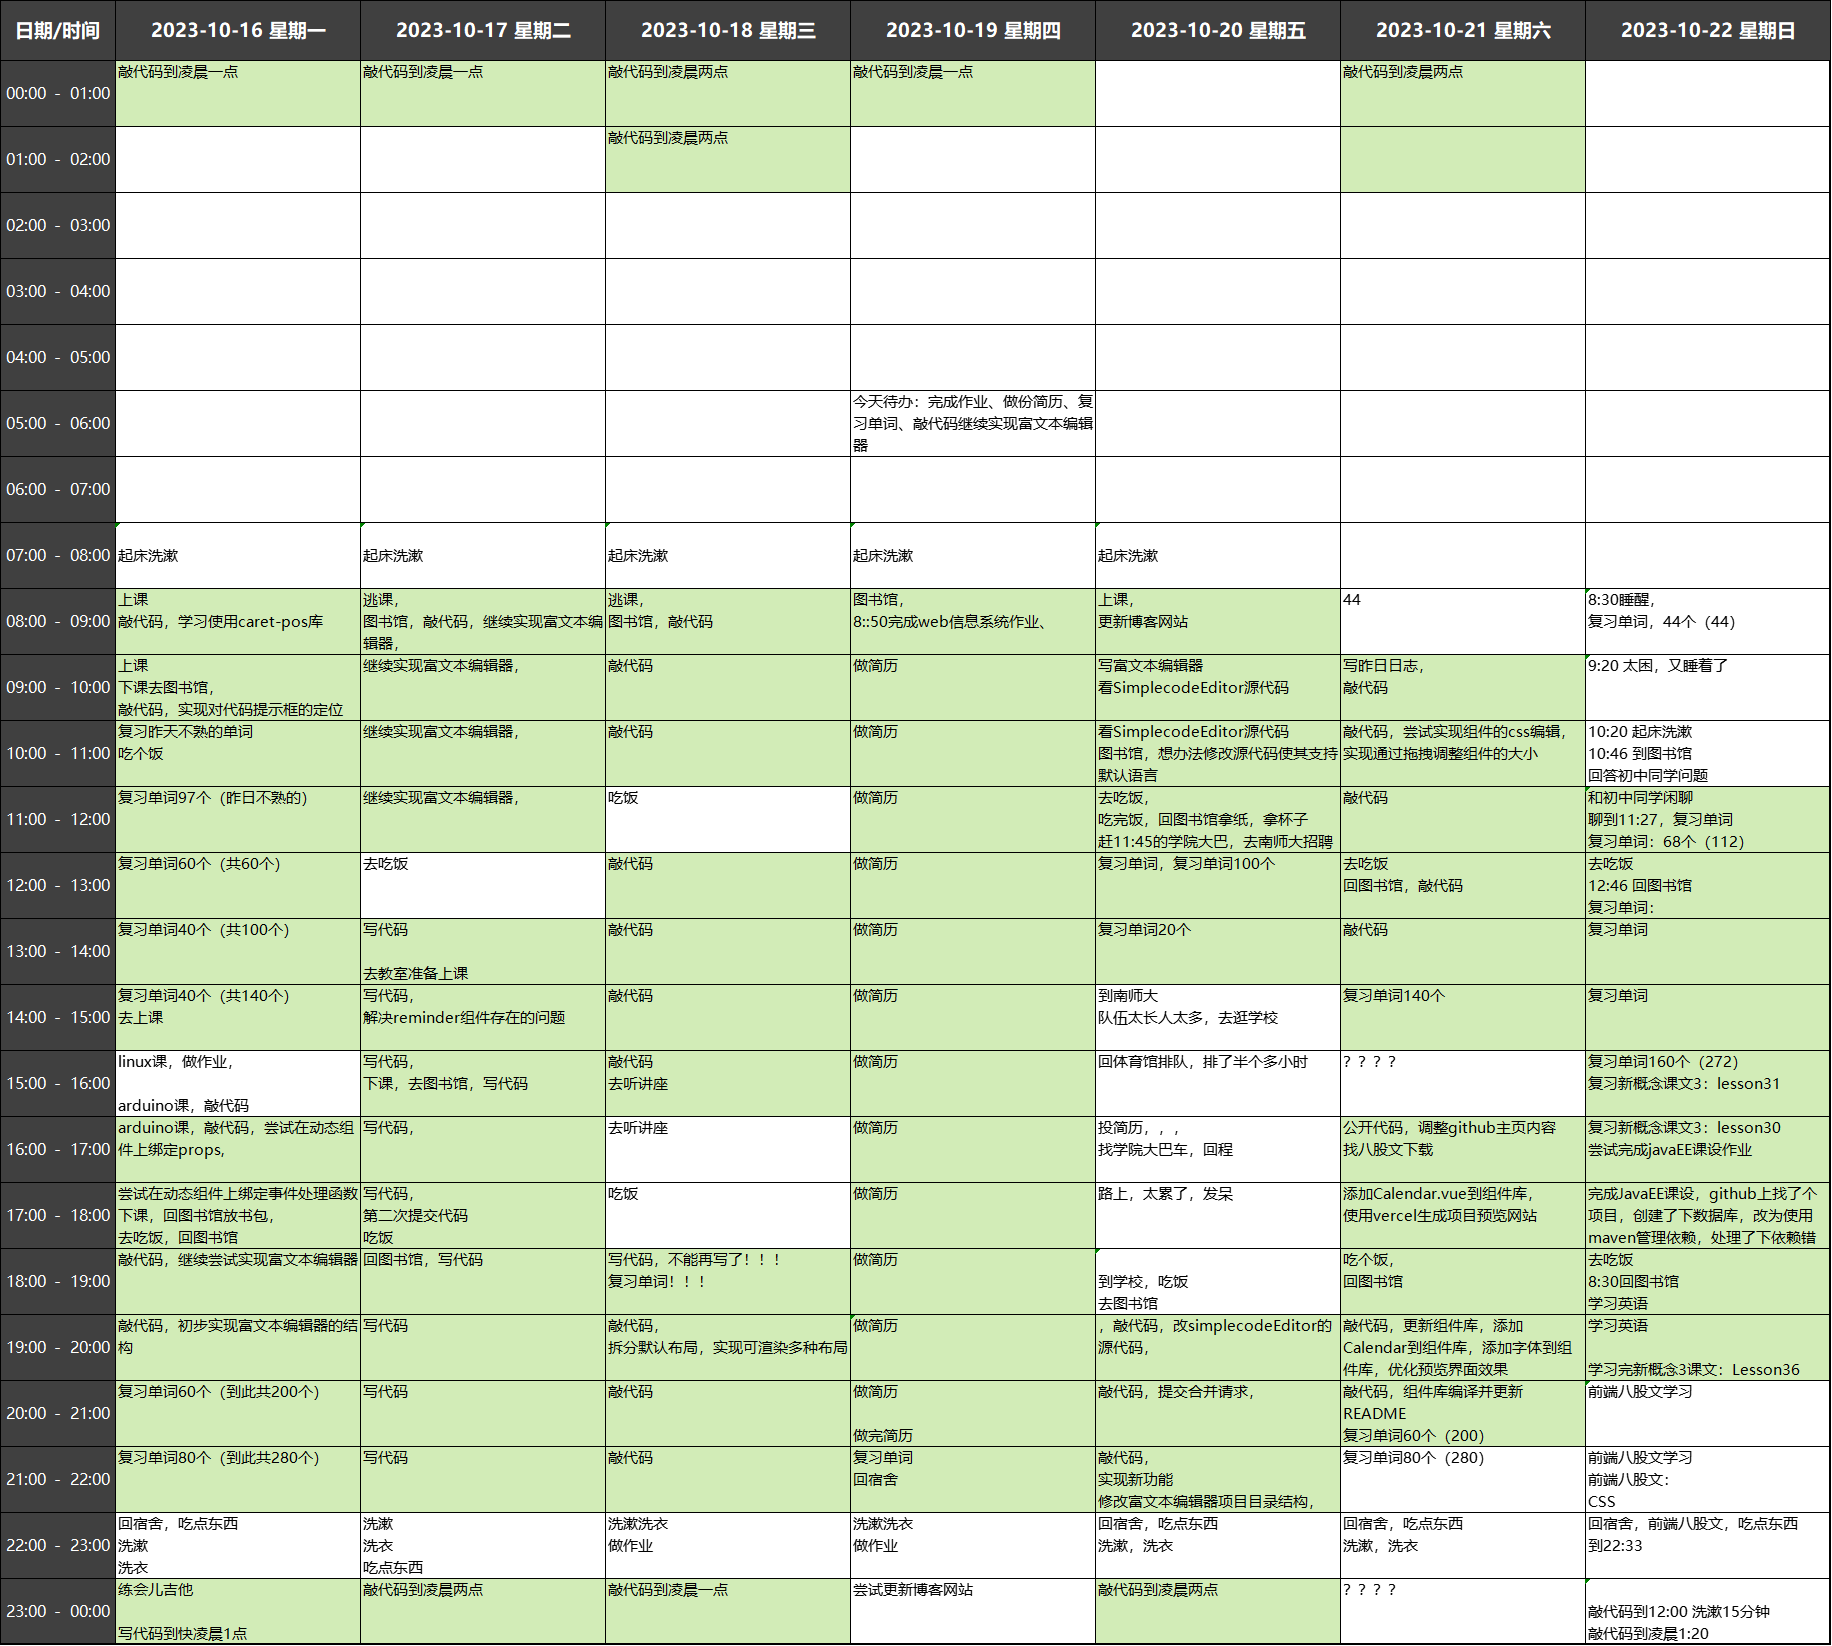 日期/时间
2023-10-16 星期一
2023-10-17 星期二
2023-10-18 星期三
2023-10-19 星期四
2023-10-20 星期五
2023-10-21 星期六
2023-10-22 星期日
00:00 - 01:00
敲代码到凌晨一点
敲代码到凌晨一点
敲代码到凌晨两点
敲代码到凌晨一点
敲代码到凌晨两点
01:00 - 02:00
敲代码到凌晨两点
02:00 - 03:00
03:00 - 04:00
04:00 - 05:00
05:00 - 06:00
今天待办：完成作业、做份简历、复
习单词、敲代码继续实现富文本编辑
器
06:00 - 07:00
07:00 - 08:00
起床洗漱
起床洗漱
起床洗漱
起床洗漱
起床洗漱
08:00 - 09:00
上课
敲代码，学习使用caret-pos库
逃课，
图书馆，敲代码，继续实现富文本编
辑器，
逃课，
图书馆，敲代码
图书馆，
8::50完成web信息系统作业、
上课，
更新博客网站
44
8:30睡醒，
复习单词，44个（44）
09:00 - 10:00
上课
下课去图书馆，
敲代码，实现对代码提示框的定位
继续实现富文本编辑器，
敲代码
做简历
写富文本编辑器
看SimplecodeEditor源代码
写昨日日志，
敲代码
9:20 太困，又睡着了
10:00 - 11:00
复习昨天不熟的单词
吃个饭
继续实现富文本编辑器，
敲代码
做简历
看SimplecodeEditor源代码
图书馆，想办法修改源代码使其支持
默认语言
敲代码，尝试实现组件的css编辑，
实现通过拖拽调整组件的大小
10:20 起床洗漱
10:46 到图书馆
回答初中同学问题
11:00 - 12:00
复习单词97个（昨日不熟的）
继续实现富文本编辑器，
吃饭
做简历
去吃饭，
吃完饭，回图书馆拿纸，拿杯子
赶11:45的学院大巴，去南师大招聘
敲代码
和初中同学闲聊
聊到11:27，复习单词
复习单词：68个（112）
12:00 - 13:00
复习单词60个（共60个）
去吃饭
敲代码
做简历
复习单词，复习单词100个
去吃饭
回图书馆，敲代码
去吃饭
12:46 回图书馆
复习单词：
13:00 - 14:00
复习单词40个（共100个）
写代码
去教室准备上课
敲代码
做简历
复习单词20个
敲代码
复习单词
14:00 - 15:00
复习单词40个（共140个）
去上课
写代码，
解决reminder组件存在的问题
敲代码
做简历
到南师大
队伍太长人太多，去逛学校
复习单词140个
复习单词
15:00 - 16:00
linux课，做作业，
arduino课，敲代码
写代码，
下课，去图书馆，写代码
敲代码
去听讲座
做简历
回体育馆排队，排了半个多小时
？？？？
复习单词160个（272）
复习新概念课文3：lesson31
16:00 - 17:00
arduino课，敲代码，尝试在动态组
件上绑定props,
写代码，
去听讲座
做简历
投简历，，，
找学院大巴车，回程
公开代码，调整github主页内容
找八股文下载
复习新概念课文3：lesson30
尝试完成javaEE课设作业
17:00 - 18:00
尝试在动态组件上绑定事件处理函数
下课，回图书馆放书包，
去吃饭，回图书馆
写代码，
第二次提交代码
吃饭
吃饭
做简历
路上，太累了，发呆
添加Calendar.vue到组件库，
使用vercel生成项目预览网站
完成JavaEE课设，github上找了个
项目，创建了下数据库，改为使用
maven管理依赖，处理了下依赖错
18:00 - 19:00
敲代码，继续尝试实现富文本编辑器
回图书馆，写代码
写代码，不能再写了！！！
复习单词！！！
做简历
到学校，吃饭
去图书馆
吃个饭，
回图书馆
去吃饭
8:30回图书馆
学习英语
19:00 - 20:00
敲代码，初步实现富文本编辑器的结
构
写代码
敲代码，
拆分默认布局，实现可渲染多种布局
做简历
，敲代码，改simplecodeEditor的
源代码，
敲代码，更新组件库，添加
Calendar到组件库，添加字体到组
件库，优化预览界面效果
学习英语
学习完新概念3课文：Lesson36
20:00 - 21:00
复习单词60个（到此共200个）
写代码
敲代码
做简历
做完简历
敲代码，提交合并请求，
敲代码，组件库编译并更新
README
复习单词60个（200）
前端八股文学习
21:00 - 22:00
复习单词80个（到此共280个）
写代码
敲代码
复习单词
回宿舍
敲代码，
实现新功能
修改富文本编辑器项目目录结构，
复习单词80个（280）
前端八股文学习
前端八股文：
CSS
22:00 - 23:00
回宿舍，吃点东西
洗漱
洗衣
洗漱
洗衣
吃点东西
洗漱洗衣
做作业
洗漱洗衣
做作业
回宿舍，吃点东西
洗漱，洗衣
回宿舍，吃点东西
洗漱，洗衣
回宿舍，前端八股文，吃点东西
到22:33
23:00 - 00:00
练会儿吉他
写代码到快凌晨1点
敲代码到凌晨两点
敲代码到凌晨一点
尝试更新博客网站
敲代码到凌晨两点
？？？？
敲代码到12:00 洗漱15分钟
敲代码到凌晨1:20